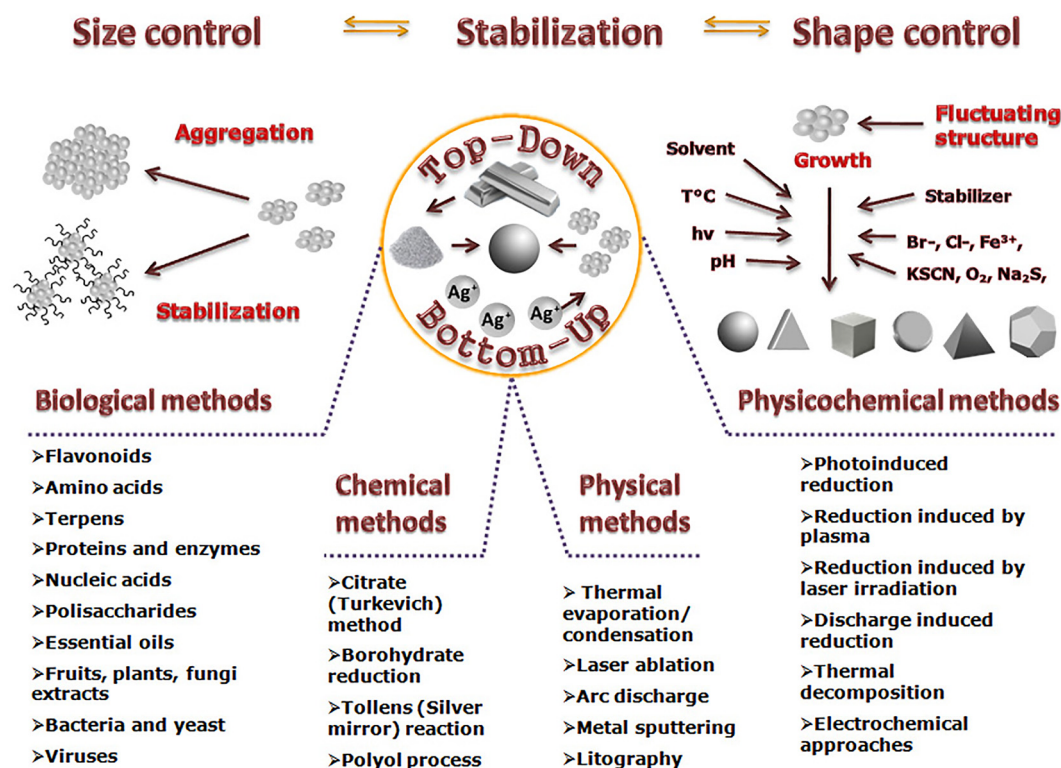 Size control
Stabilization
Shape control
Aggregation
Stabilization
Top-Down
Ag⁺
Ag⁺
Ag⁺
Bottom-Up
Fluctuating
structure
Growth
Solvent
T°C
hv
pH
Stabilizer
Br–, Cl–, Fe³⁺,
KSCN, O₂, Na₂S,
Biological methods
➢Flavonoids
➢Amino acids
➢Terpens
➢Proteins and enzymes
➢Nucleic acids
➢Polisaccharides
➢Essential oils
➢Fruits, plants, fungi
extracts
➢Bacteria and yeast
➢Viruses
Chemical
methods
➢Citrate
(Turkevich)
method
➢Borohydrate
reduction
➢Tollens (Silver
mirror) reaction
➢Polyol process
Physical
methods
➢ Thermal
evaporation/
condensation
➢Laser ablation
➢Arc discharge
➢Metal sputtering
➢Litography
Physicochemical methods
➢Photoinduced
reduction
➢Reduction induced by
plasma
➢Reduction induced by
laser irradiation
➢Discharge induced
reduction
➢Thermal
decomposition
➢Electrochemical
approaches